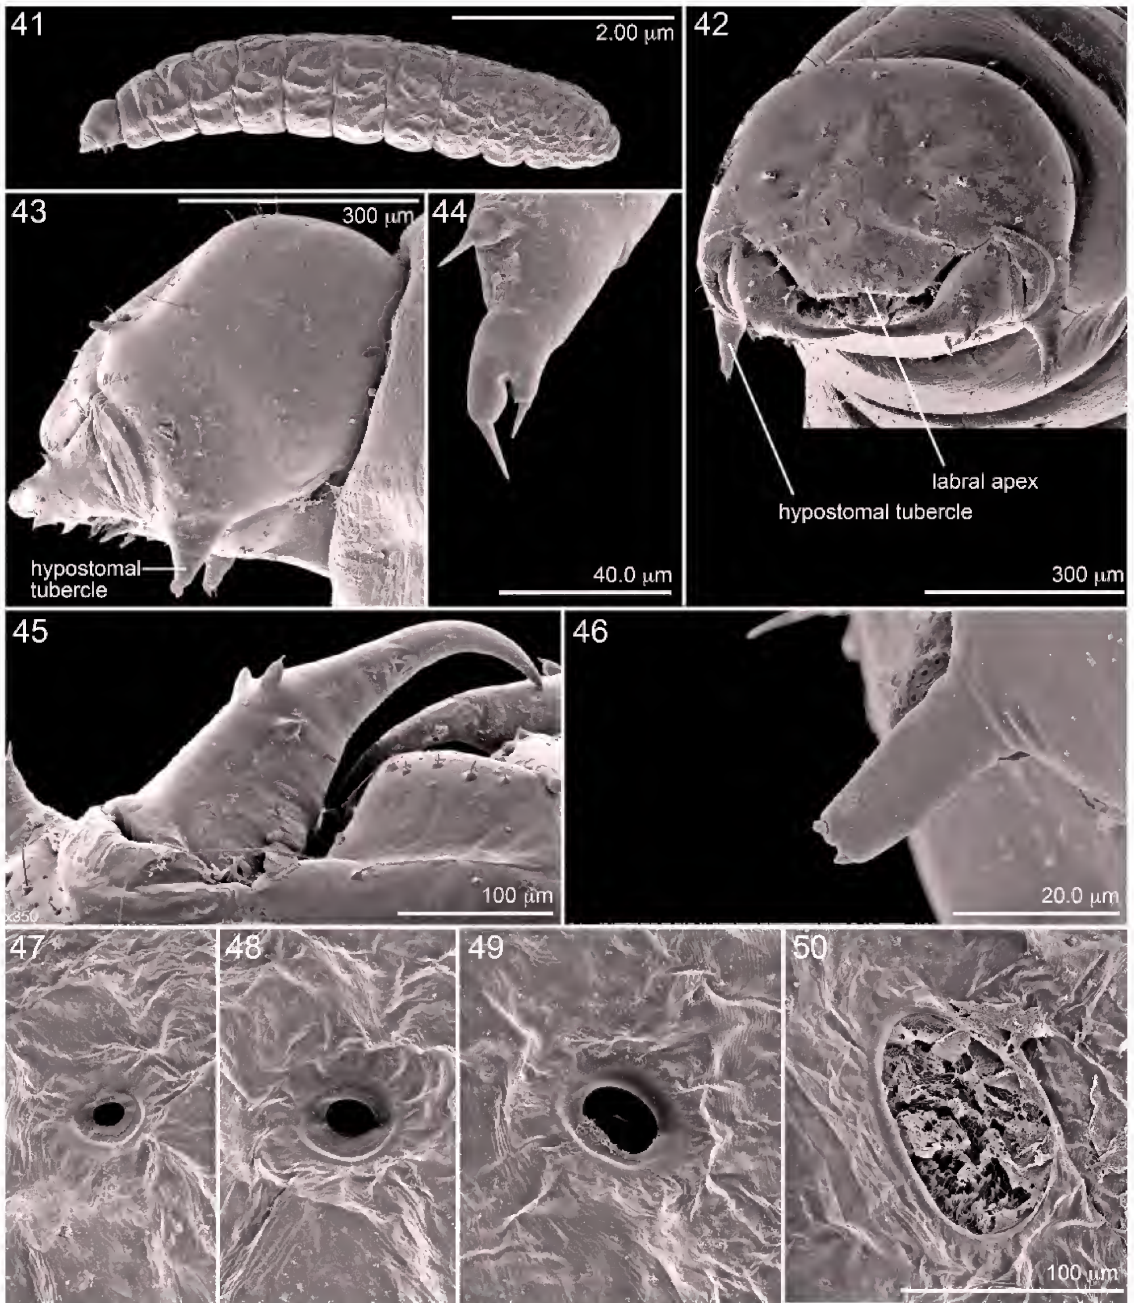 41
2.00 μm
42
labral apex
hypostomal tubercle
300 μm
43
300 μm
hypostomal
tubercle
44
40.0 μm
45
x350
100 μm
46
20.0 μm
47
48
49
50
100 μm